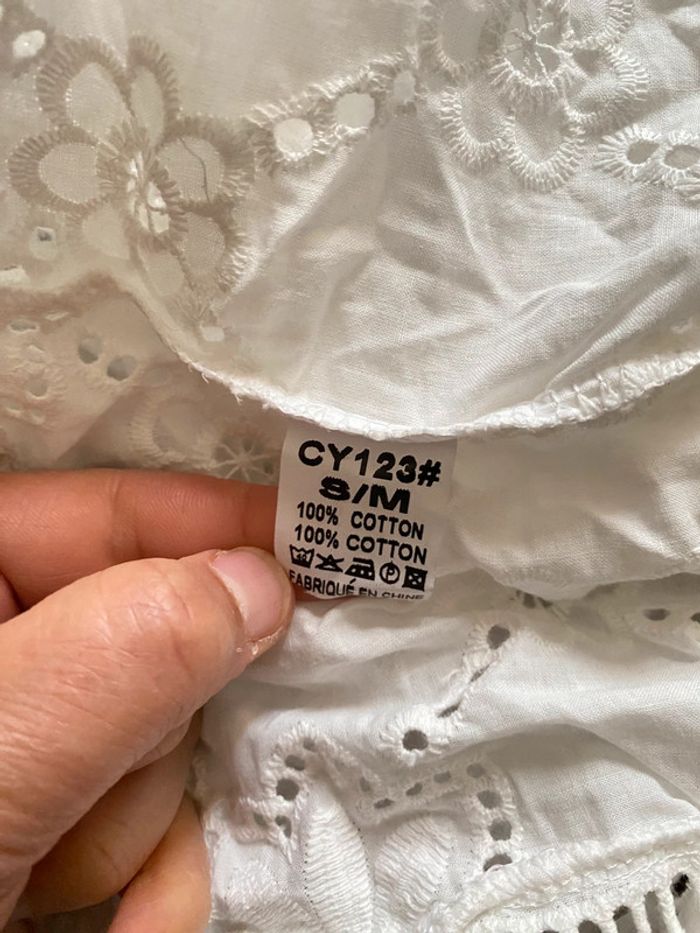 CY123#
S/M
100% COTTON
100% COTTON
FABRIQUÉ EN CHINE